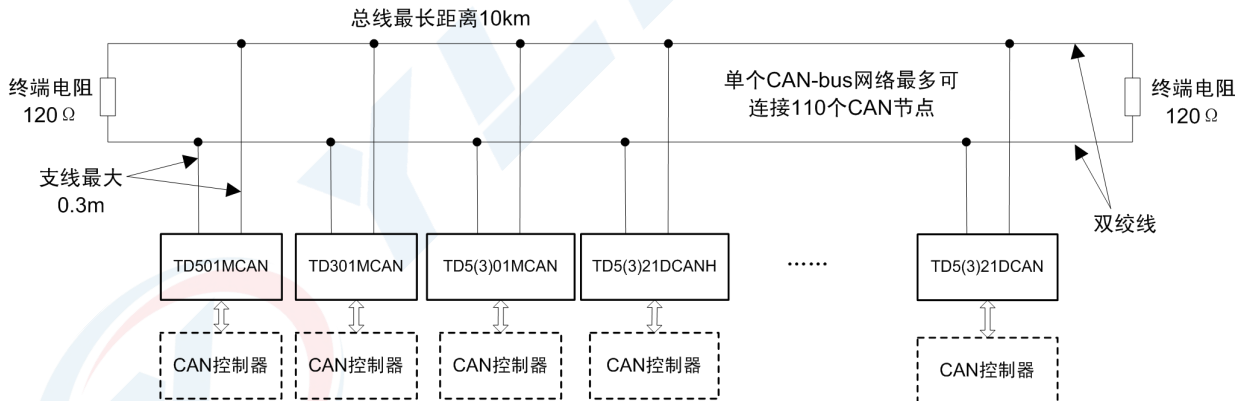 总线最长距离10km
终端电阻
120Ω
单个CAN-bus网络最多可
连接110个CAN节点
终端电阻
120Ω
支线最大
0.3m
双绞线
TD501MCAN
TD301MCAN
TD5(3)01MCAN
TD5(3)21DCANH
······
TD5(3)21DCAN
CAN控制器
CAN控制器
CAN控制器
CAN控制器
CAN控制器